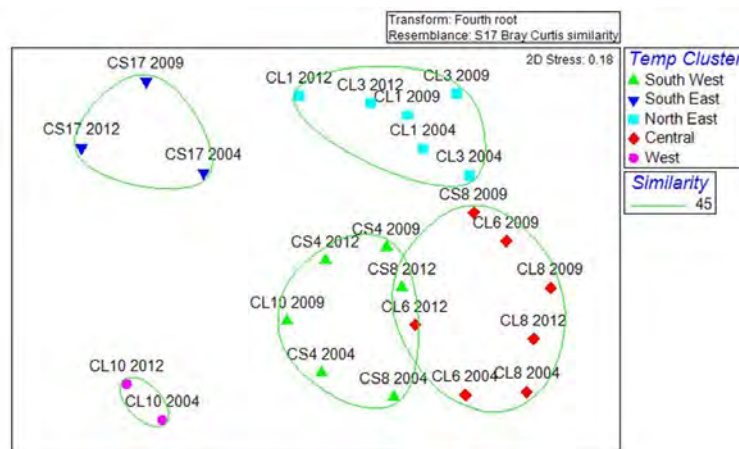 Transform: Fourth root
Resemblance: S17 Bray Curtis similarity
2D Stress: 0.18
CS17 2009
CS17 2012
CS17 2004
CL1 2012
CL3 2012
CL3 2009
CL1 2009
CL1 2004
CL3 2004
CS8 2009
CL6 2009
CS4 2009
CS4 2012
CS8 2012
CL8 2009
CL10 2009
CL6 2012
CL8 2012
CS4 2004
CS8 2004
CL6 2004
CL8 2004
CL10 2012
CL10 2004
Temp Cluster
South West
South East
North East
Central
West
Similarity
45